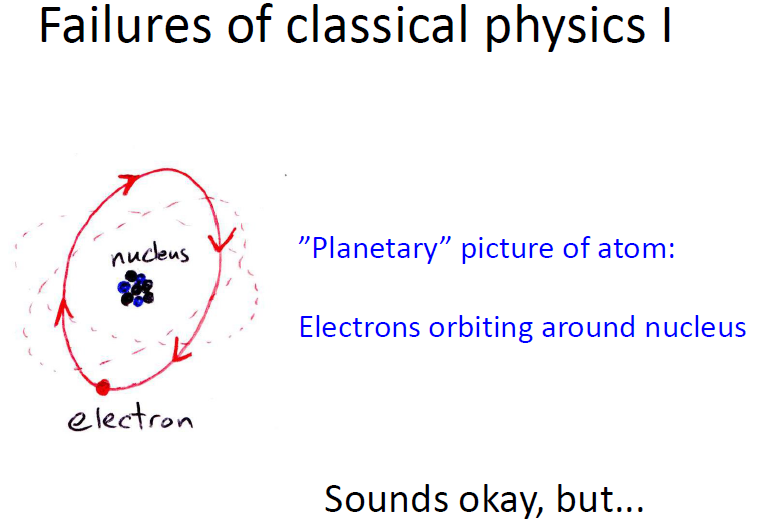 Failures of classical physics I
nucleus
”Planetary” picture of atom:
Electrons orbiting around nucleus
electron
Sounds okay, but...